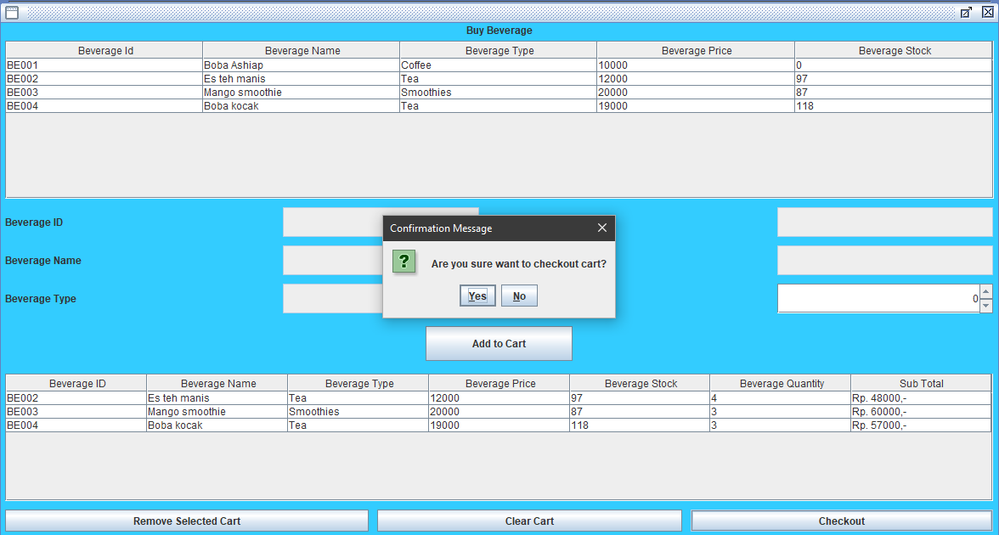 Buy Beverage
Beverage Id Beverage Name Beverage Type Beverage Price Beverage Stock
BE001 Boba Ashiap Coffee 10000 0
BE002 Es teh manis Tea 12000 97
BE003 Mango smoothie Smoothies 20000 87
BE004 Boba kocak Tea 19000 118
Beverage ID
Confirmation Message
Beverage Name
? Are you sure want to checkout cart?
Beverage Type
Yes No
0
Add to Cart
Beverage ID Beverage Name Beverage Type Beverage Price Beverage Stock Beverage Quantity Sub Total
BE002 Es teh manis Tea 12000 97 4 Rp. 48000,-
BE003 Mango smoothie Smoothies 20000 87 3 Rp. 60000,-
BE004 Boba kocak Tea 19000 118 3 Rp. 57000,-
Remove Selected Cart Clear Cart Checkout